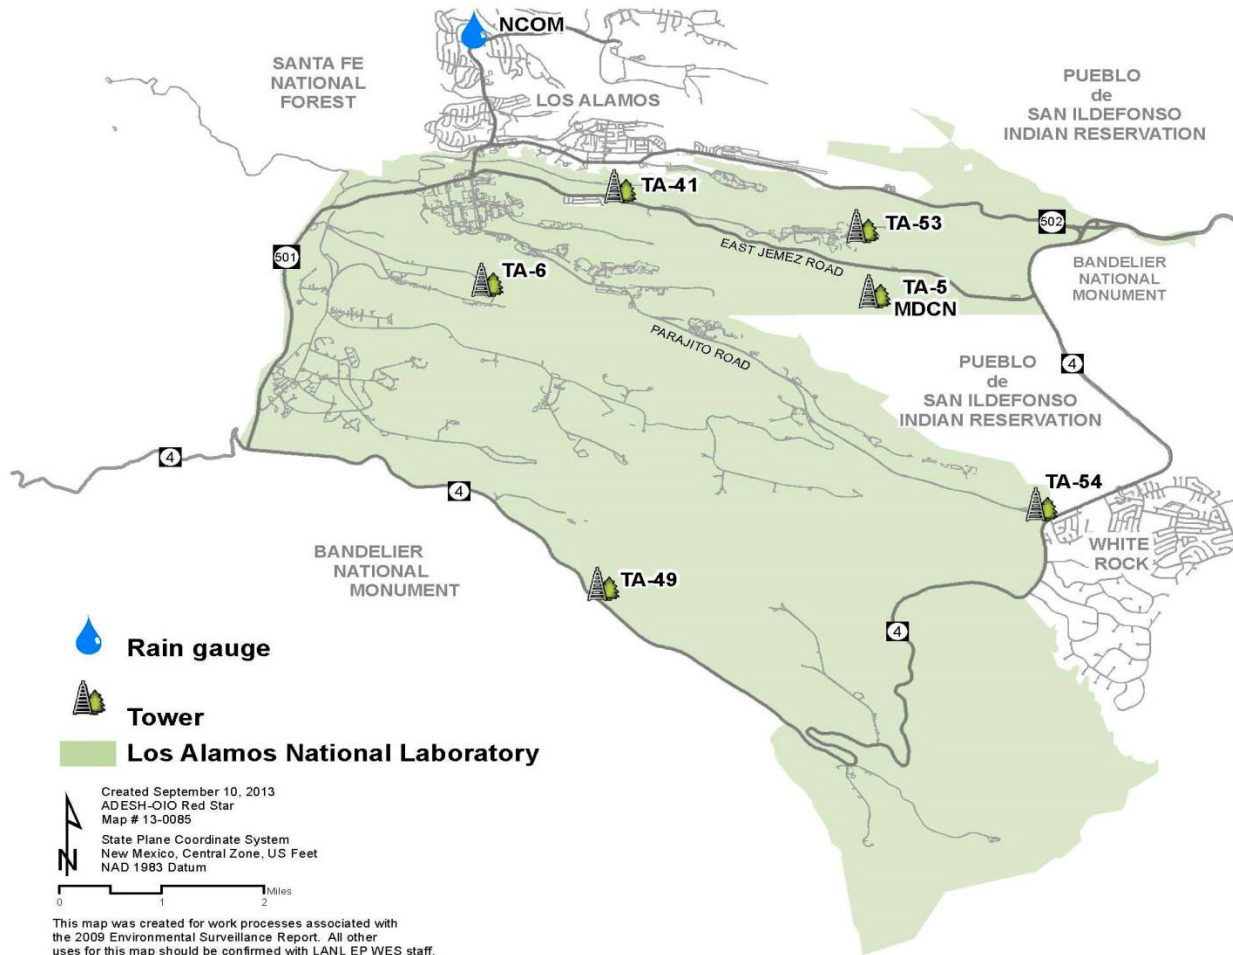 NCOM
SANTA FE
NATIONAL
FOREST
LOS ALAMOS
PUEBLO
de
SAN ILDEFONSO
INDIAN RESERVATION
TA-41
TA-53
502
EAST JEMEZ ROAD
501
TA-6
TA-5
MDCN
BANDELIER
NATIONAL
MONUMENT
PARAJITO ROAD
PUEBLO
de
SAN ILDEFONSO
INDIAN RESERVATION
4
4
4
TA-54
WHITE
ROCK
BANDELIER
NATIONAL
MONUMENT
TA-49
4
Rain gauge
Tower
Los Alamos National Laboratory
Created September 10, 2013
ADESH-OIO Red Star
Map # 13-0085
State Plane Coordinate System
New Mexico, Central Zone, US Feet
NAD 1983 Datum
N
Miles
0 1 2
This map was created for work processes associated with
the 2009 Environmental Surveillance Report. All other
uses for this map should be confirmed with LANL EP WES staff.